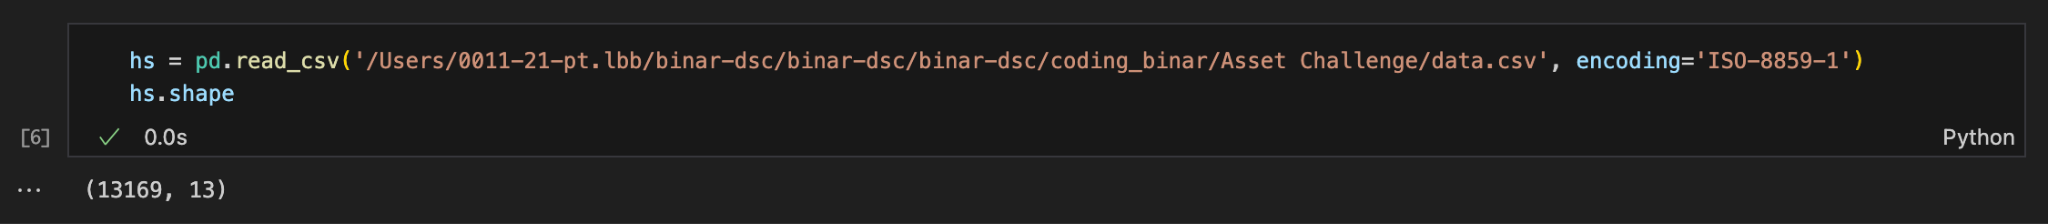 hs = pd.read_csv('/Users/0011-21-pt.lbb/binar-dsc/binar-dsc/binar-dsc/coding_binar/Asset Challenge/data.csv', encoding='ISO-8859-1')
hs.shape
[6] ✓ 0.0s Python
... (13169, 13)